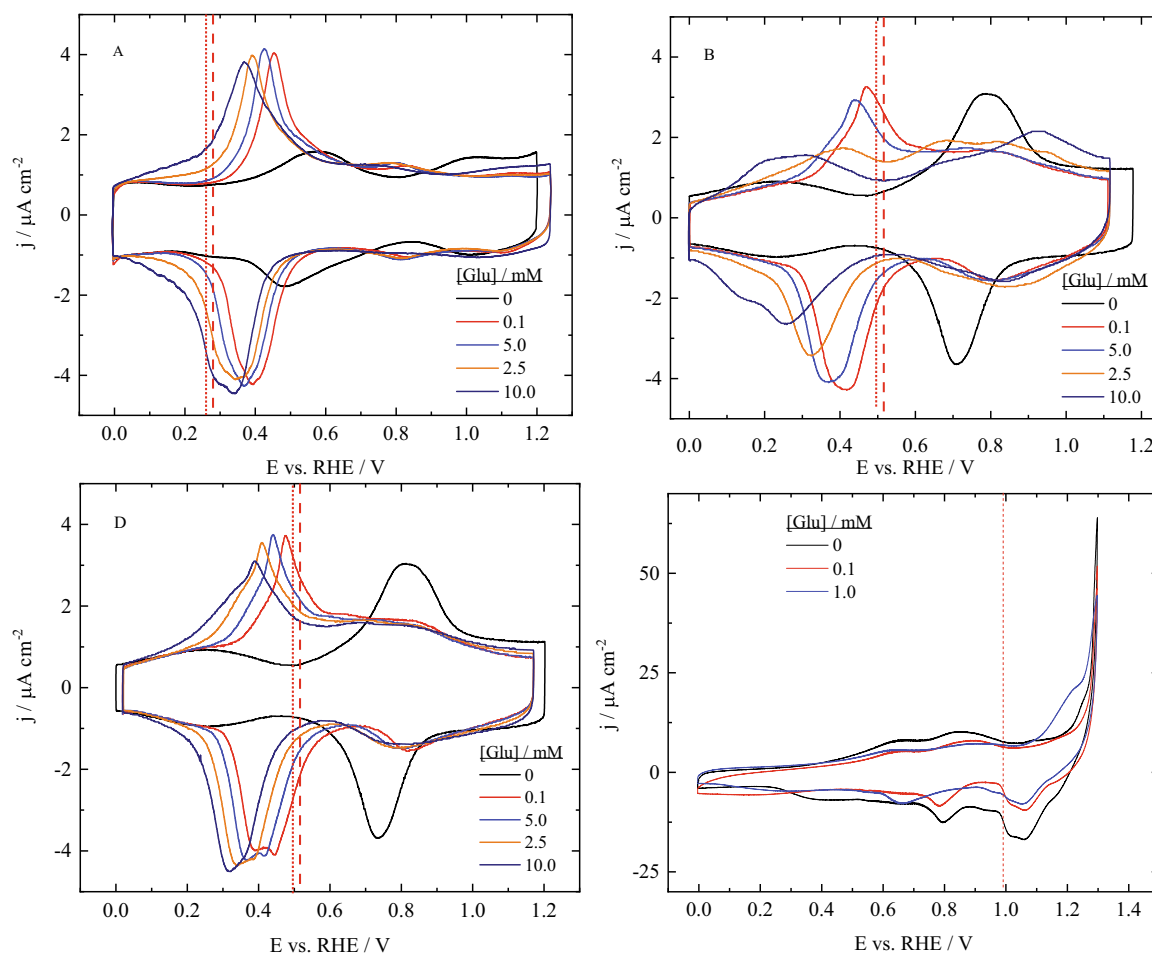 A
j / μA cm-2
4
2
0
-2
-4
[Glu] / mM
0
0.1
5.0
2.5
10.0
0.0 0.2 0.4 0.6 0.8 1.0 1.2
E vs. RHE / V
B
j / μA cm-2
4
2
0
-2
-4
[Glu] / mM
0
0.1
5.0
2.5
10.0
0.0 0.2 0.4 0.6 0.8 1.0 1.2
E vs. RHE / V
D
j / μA cm-2
4
2
0
-2
-4
[Glu] / mM
0
0.1
5.0
2.5
10.0
0.0 0.2 0.4 0.6 0.8 1.0 1.2
E vs. RHE / V
[Glu] / mM
0
0.1
1.0
j / μA cm-2
50
25
0
-25
0.0 0.2 0.4 0.6 0.8 1.0 1.2 1.4
E vs. RHE / V